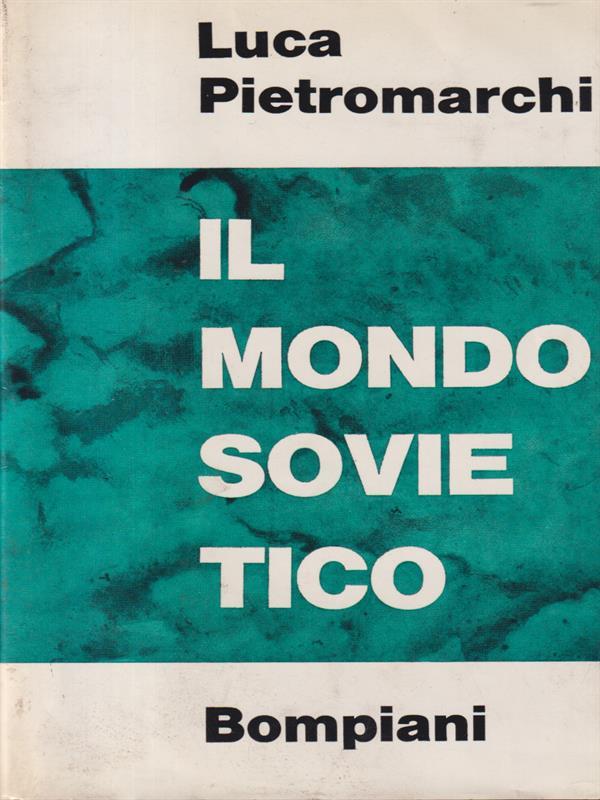 Luca
Pietromarchi
IL
MONDO
SOVIE
TICO
Bompiani